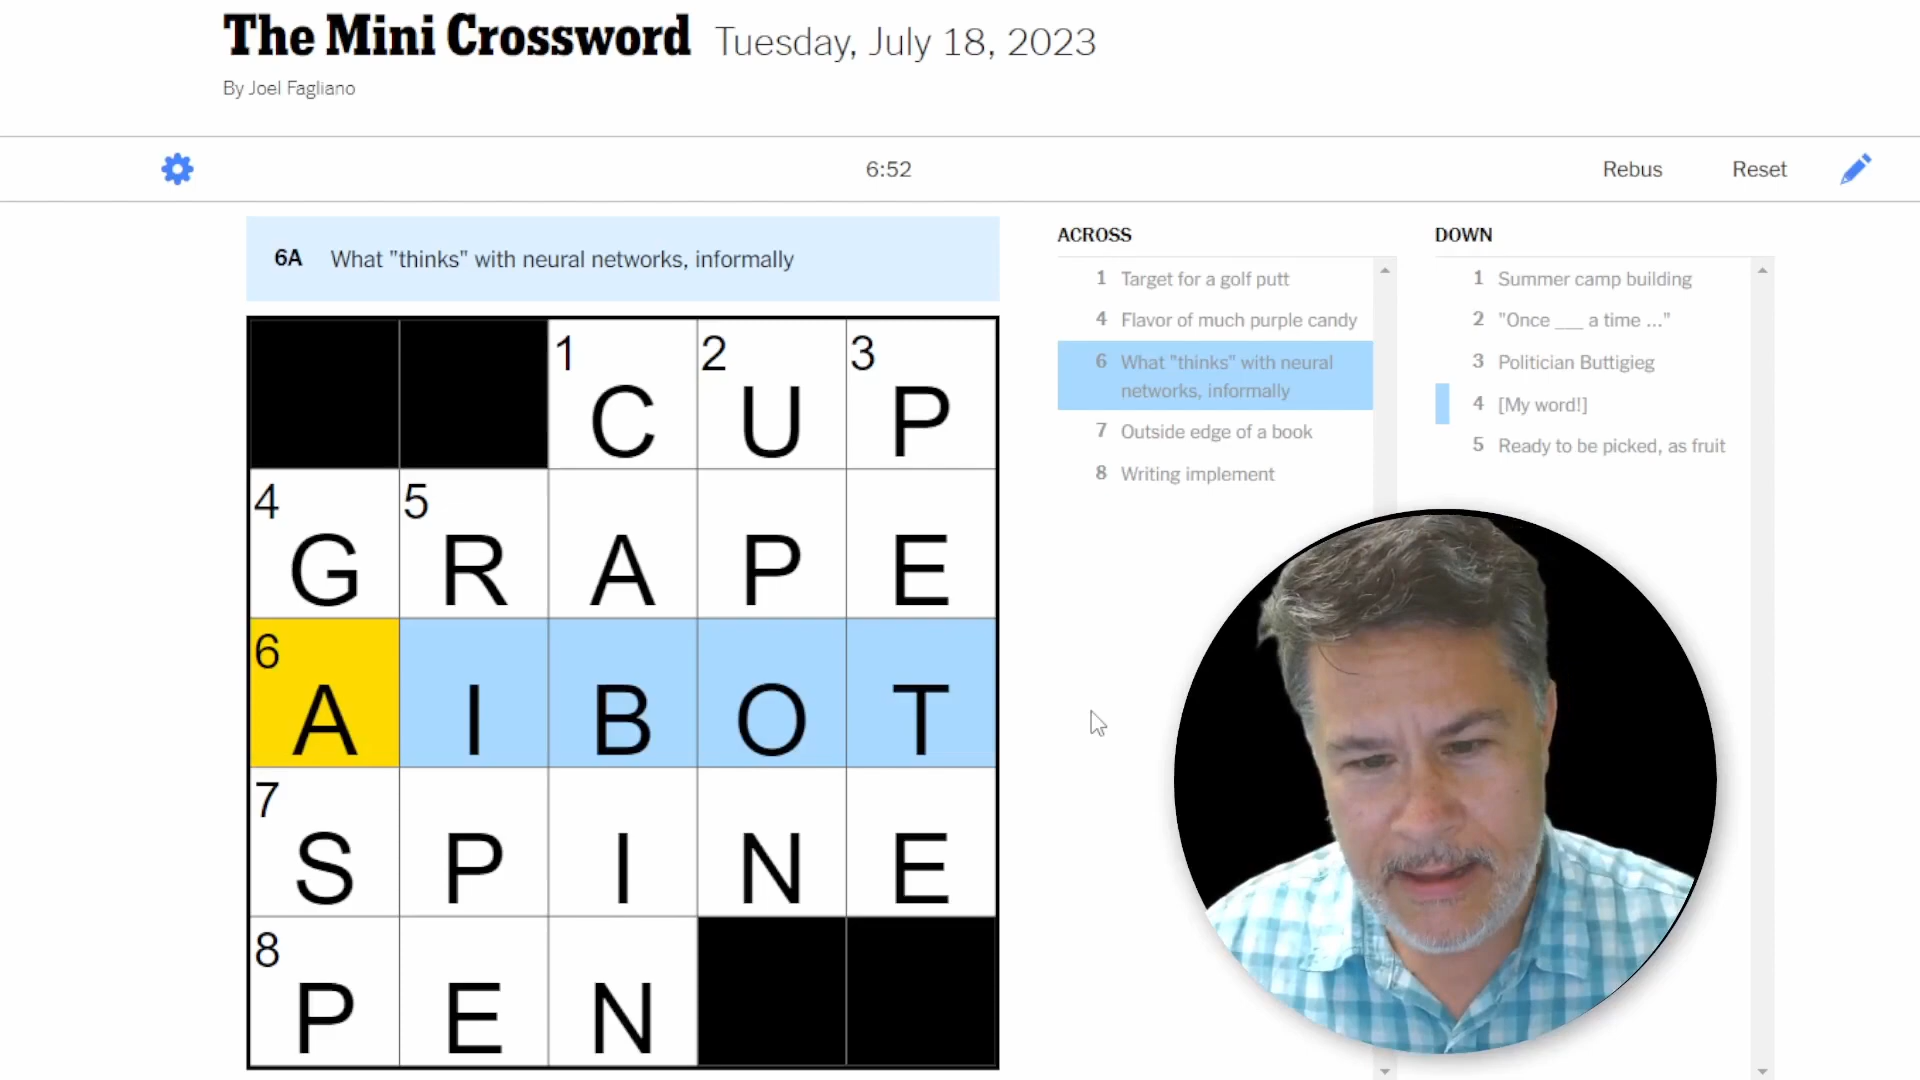 The Mini Crossword Tuesday, July 18, 2023
By Joel Fagliano
6:52 Rebus Reset
6A What "thinks" with neural networks, informally
1 C 2 U 3 P
4 G 5 R A P E
6 A I B O T
7 S P I N E
8 P E N
ACROSS
1 Target for a golf putt
4 Flavor of much purple candy
6 What "thinks" with neural
networks, informally
7 Outside edge of a book
8 Writing implement
DOWN
1 Summer camp building
2 "Once ___ a time ..."
3 Politician Buttigieg
4 [My word!]
5 Ready to be picked, as fruit